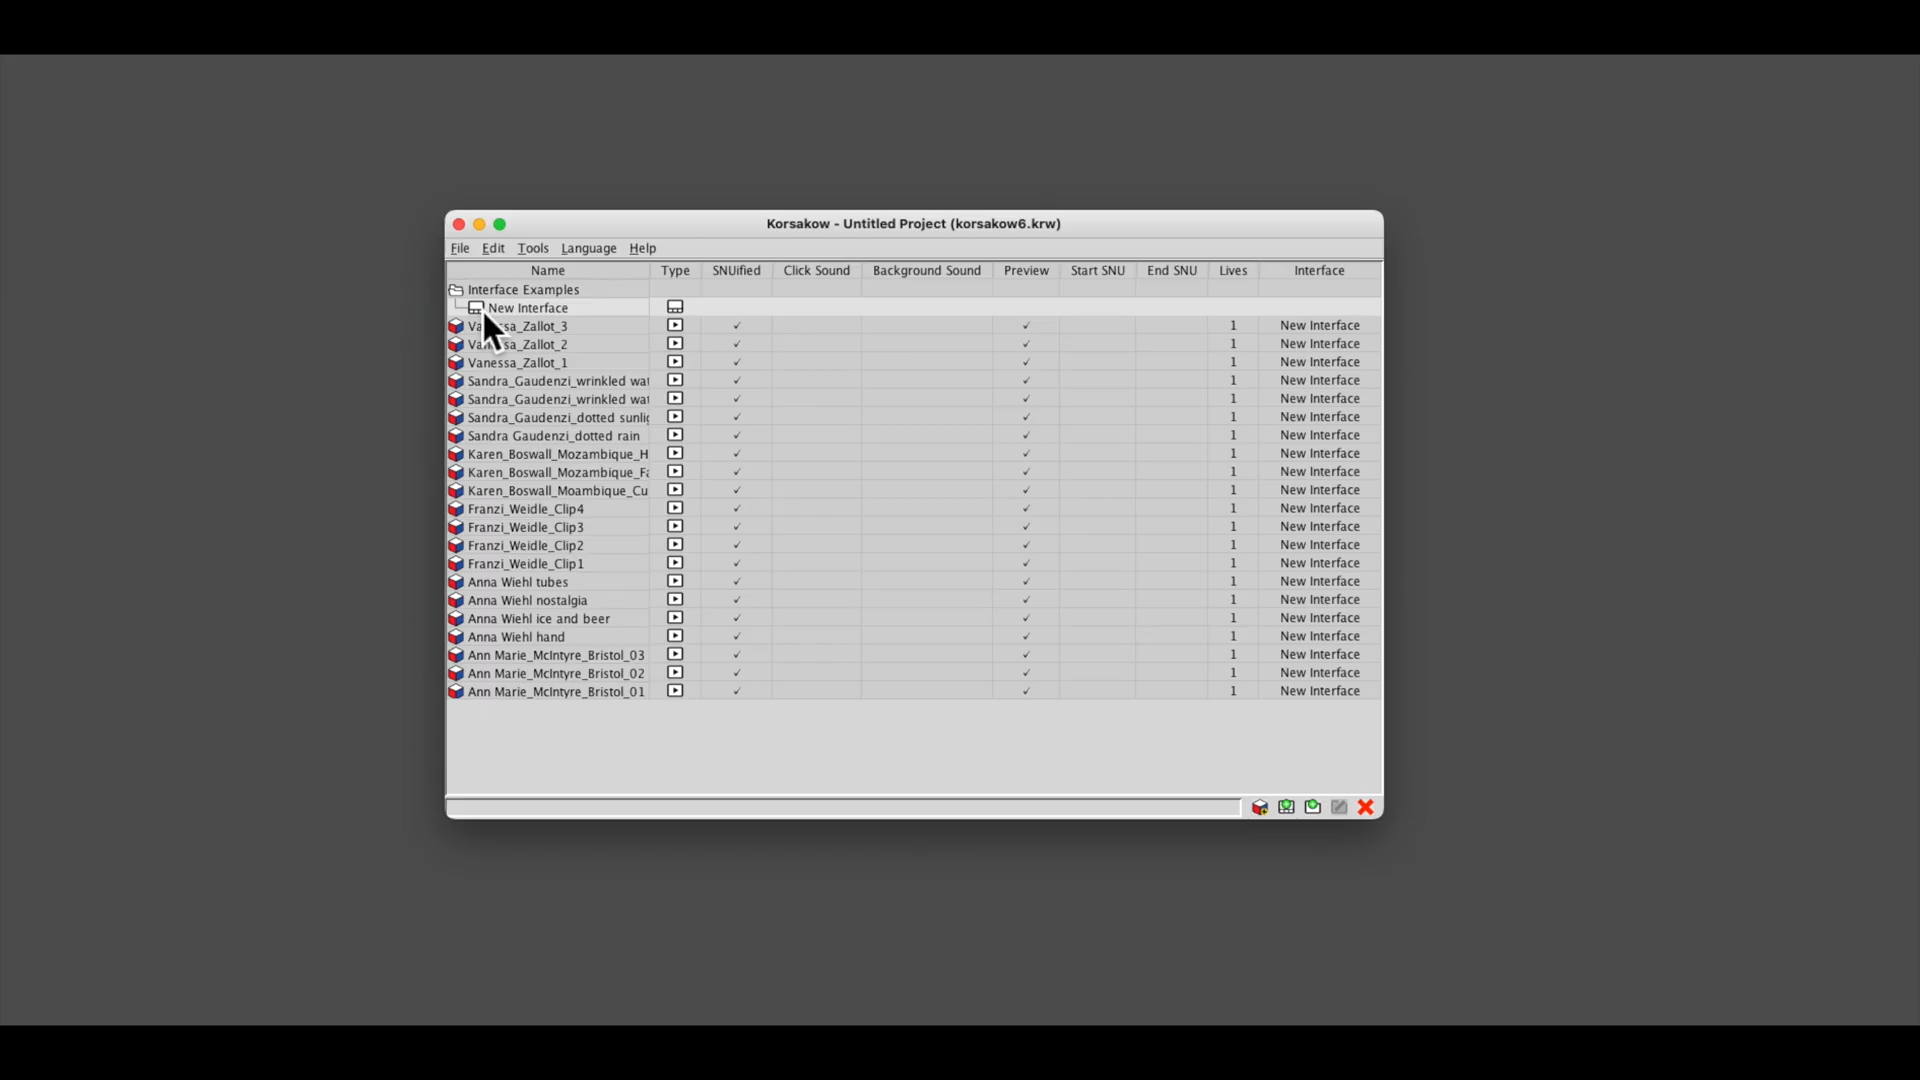 Korsakow - Untitled Project (korsakow6.krw)
File Edit Tools Language Help
Name Type SNUified Click Sound Background Sound Preview Start SNU End SNU Lives Interface
Interface Examples
New Interface
Vanessa_Zallot_3 ✓ ✓ 1 New Interface
Vanessa_Zallot_2 ✓ ✓ 1 New Interface
Vanessa_Zallot_1 ✓ ✓ 1 New Interface
Sandra_Gaudenzi_wrinkled wat ✓ ✓ 1 New Interface
Sandra_Gaudenzi_wrinkled wat ✓ ✓ 1 New Interface
Sandra_Gaudenzi_dotted sunlig ✓ ✓ 1 New Interface
Sandra Gaudenzi_dotted rain ✓ ✓ 1 New Interface
Karen_Boswall_Mozambique_H ✓ ✓ 1 New Interface
Karen_Boswall_Mozambique_Fa ✓ ✓ 1 New Interface
Karen_Boswall_Moambique_Cu ✓ ✓ 1 New Interface
Franzi_Weidle_Clip4 ✓ ✓ 1 New Interface
Franzi_Weidle_Clip3 ✓ ✓ 1 New Interface
Franzi_Weidle_Clip2 ✓ ✓ 1 New Interface
Franzi_Weidle_Clip1 ✓ ✓ 1 New Interface
Anna Wiehl tubes ✓ ✓ 1 New Interface
Anna Wiehl nostalgia ✓ ✓ 1 New Interface
Anna Wiehl ice and beer ✓ ✓ 1 New Interface
Anna Wiehl hand ✓ ✓ 1 New Interface
Ann Marie_McIntyre_Bristol_03 ✓ ✓ 1 New Interface
Ann Marie_McIntyre_Bristol_02 ✓ ✓ 1 New Interface
Ann Marie_McIntyre_Bristol_01 ✓ ✓ 1 New Interface